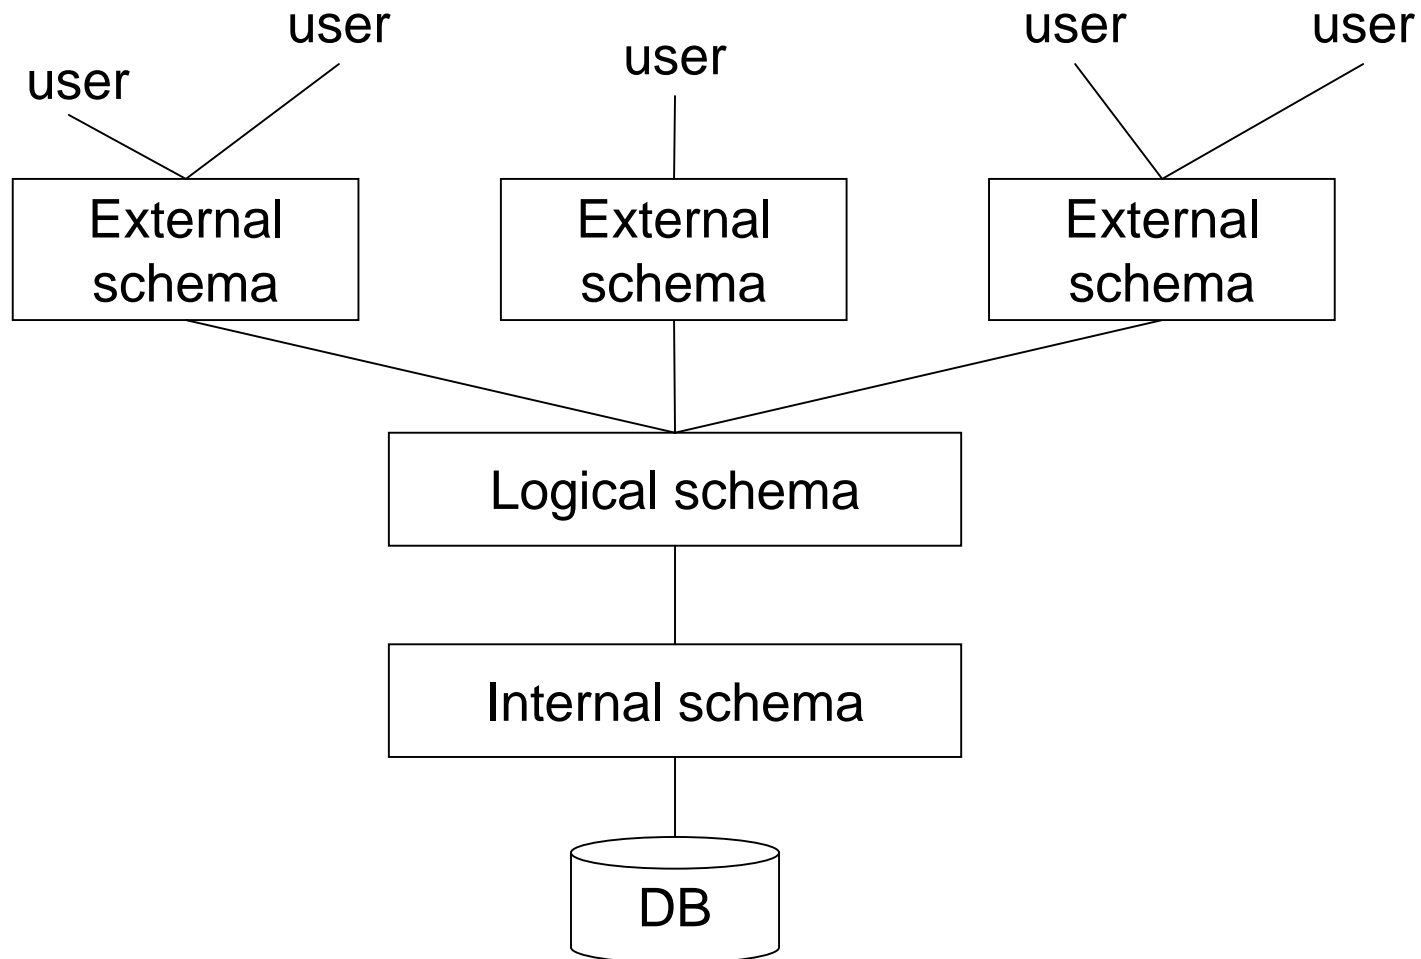 user
user
user
user
user
External
schema
External
schema
External
schema
Logical schema
Internal schema
DB